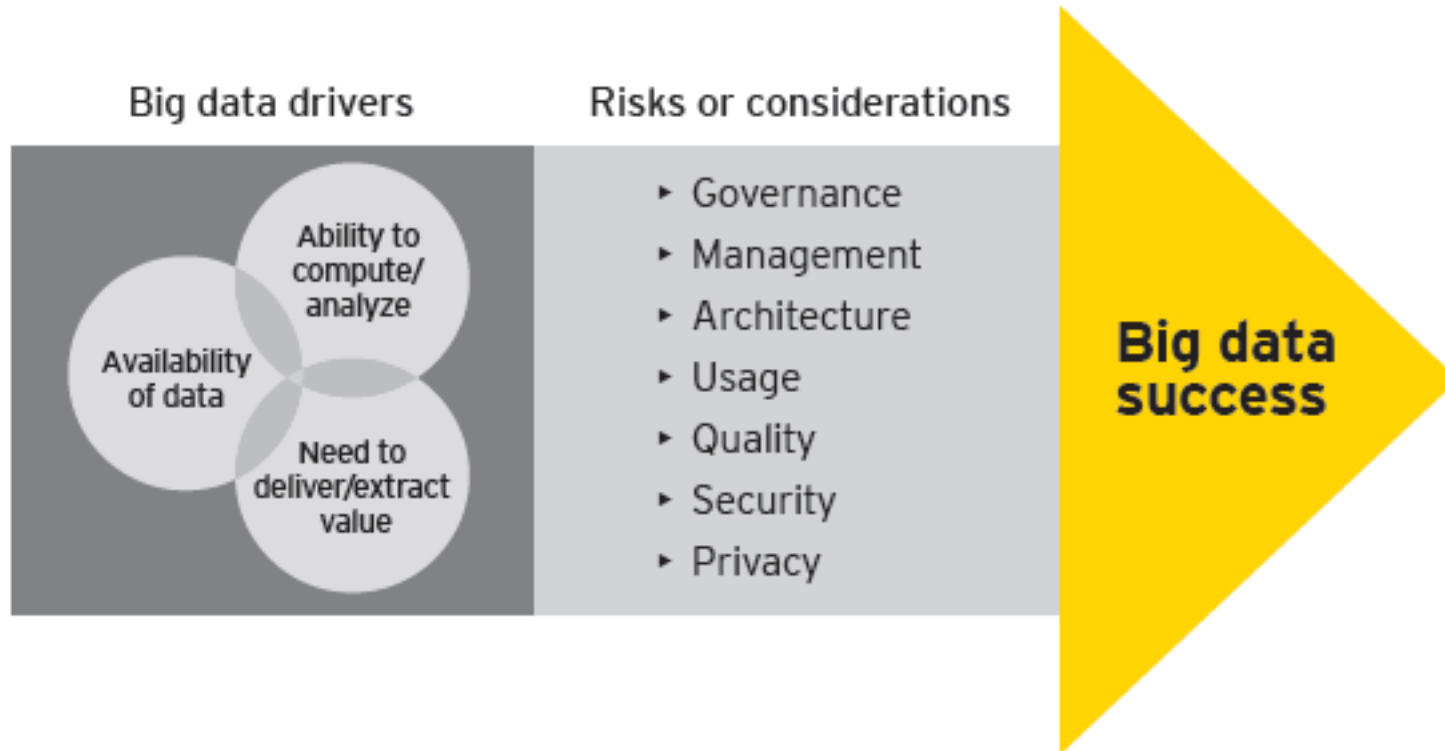 Big data drivers
Ability to
compute/
analyze
Availability
of data
Need to
deliver/extract
value
Risks or considerations
‣ Governance
‣ Management
‣ Architecture
‣ Usage
‣ Quality
‣ Security
‣ Privacy
Big data
success